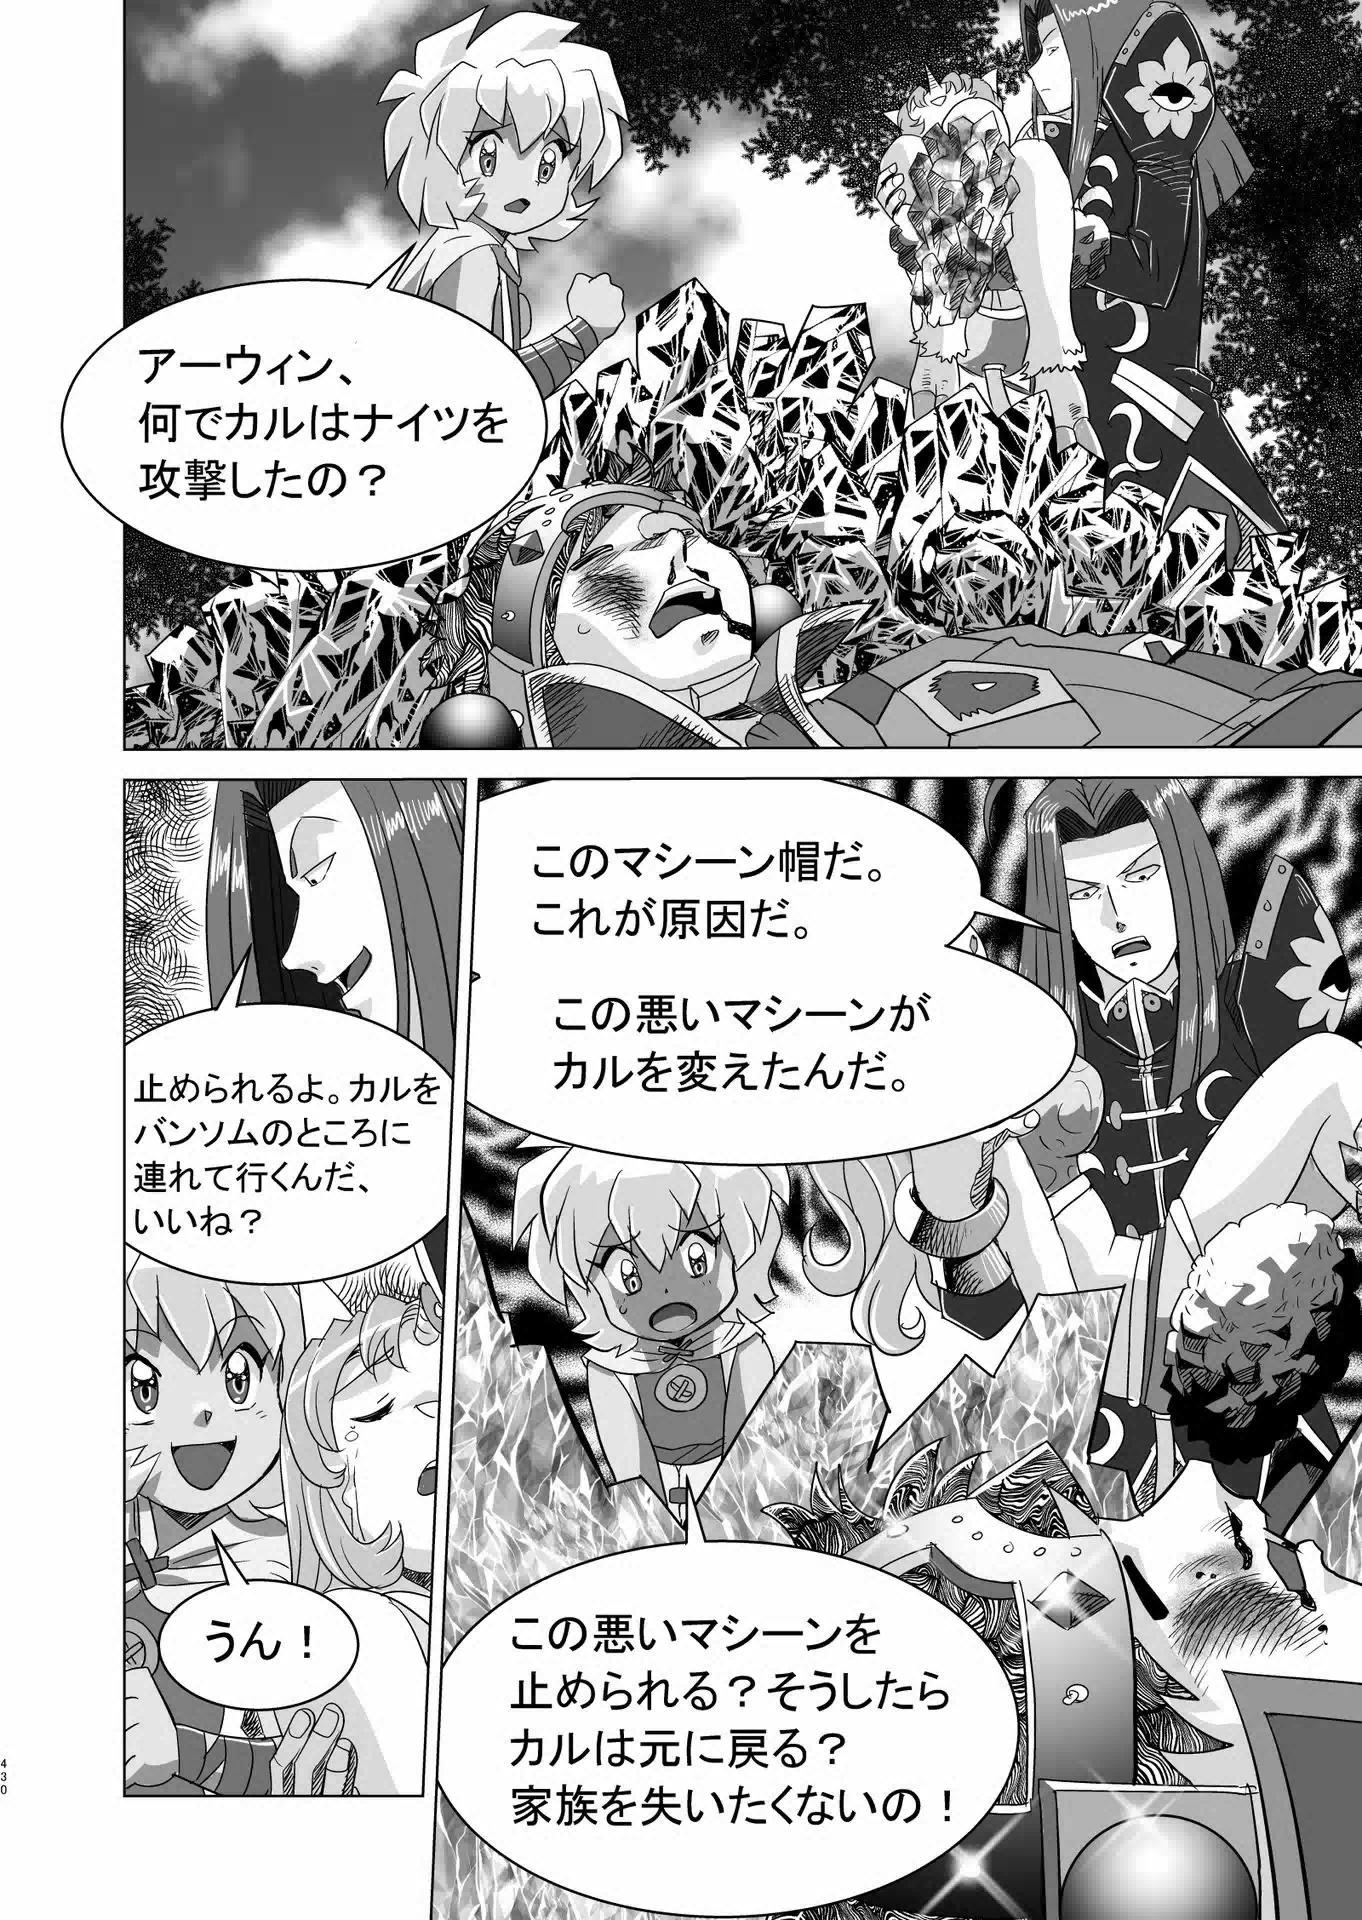 アーウィン、
何でカルはナイツを
攻撃したの？
このマシーン帽だ。
これが原因だ。
この悪いマシーンが
カルを変えたんだ。
この悪いマシーンを
止められる？そうしたら
カルは元に戻る？
家族を失いたくないの！
止められるよ。カルを
バンソムのところに
連れて行くんだ、
いいね？
うん！
430